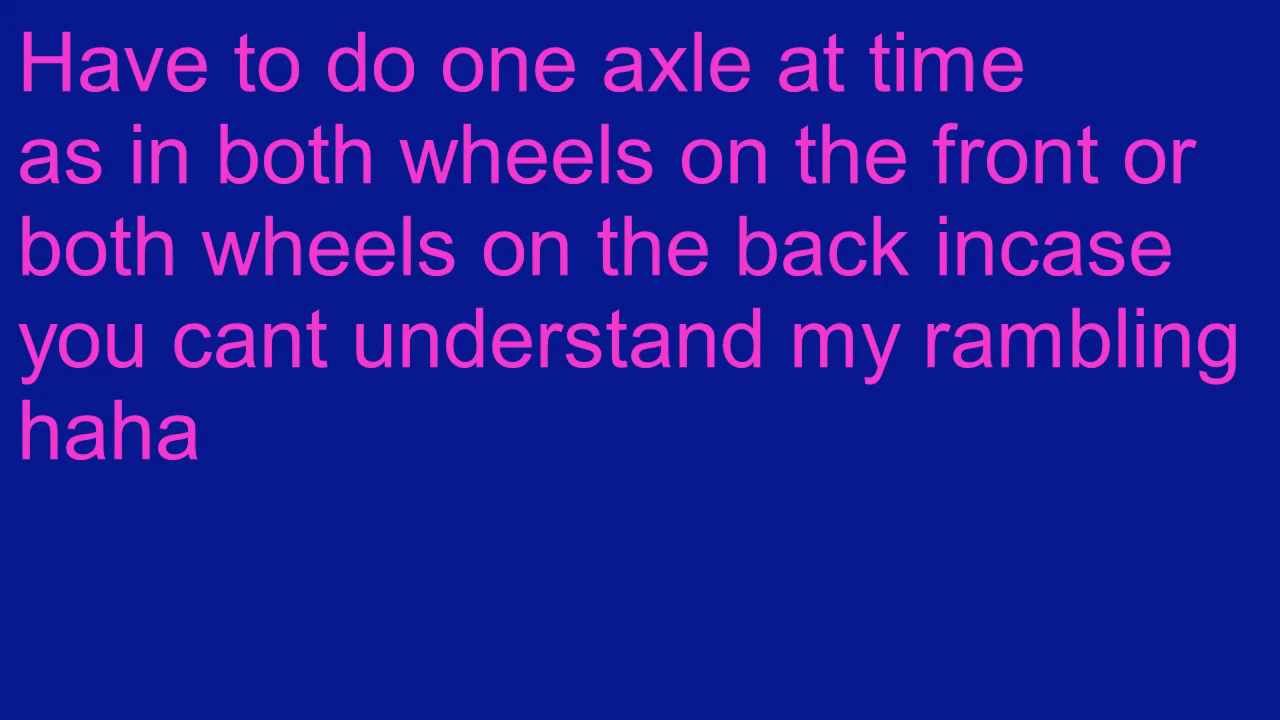 Have to do one axle at time
as in both wheels on the front or
both wheels on the back incase
you cant understand my rambling
haha